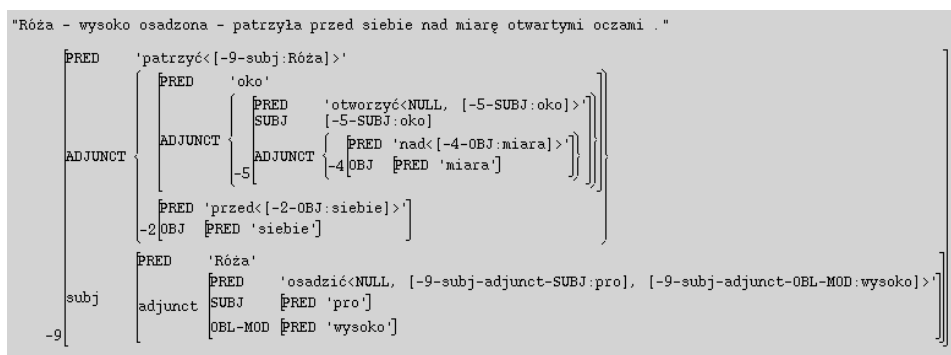 "Róża - wysoko osadzona - patrzyła przed siebie nad miarę otwartymi oczami ."
PRED 'patrzyć<[-9-subj:Róża]>'
PRED 'oko'
PRED 'otworzyć<NULL, [-5-SUBJ:oko]>'
SUBJ [-5-SUBJ:oko]
ADJUNCT
PRED 'nad<[-4-OBJ:miara]>'
ADJUNCT
ADJUNCT
-4 OBJ PRED 'miara'
-5
PRED 'przed<[-2-OBJ:siebie]>'
-2 OBJ PRED 'siebie'
PRED 'Róża'
PRED 'osadzić<NULL, [-9-subj-adjunct-SUBJ:pro], [-9-subj-adjunct-OBL-MOD:wysoko]>'
subj adjunct SUBJ PRED 'pro'
OBL-MOD PRED 'wysoko'
-9